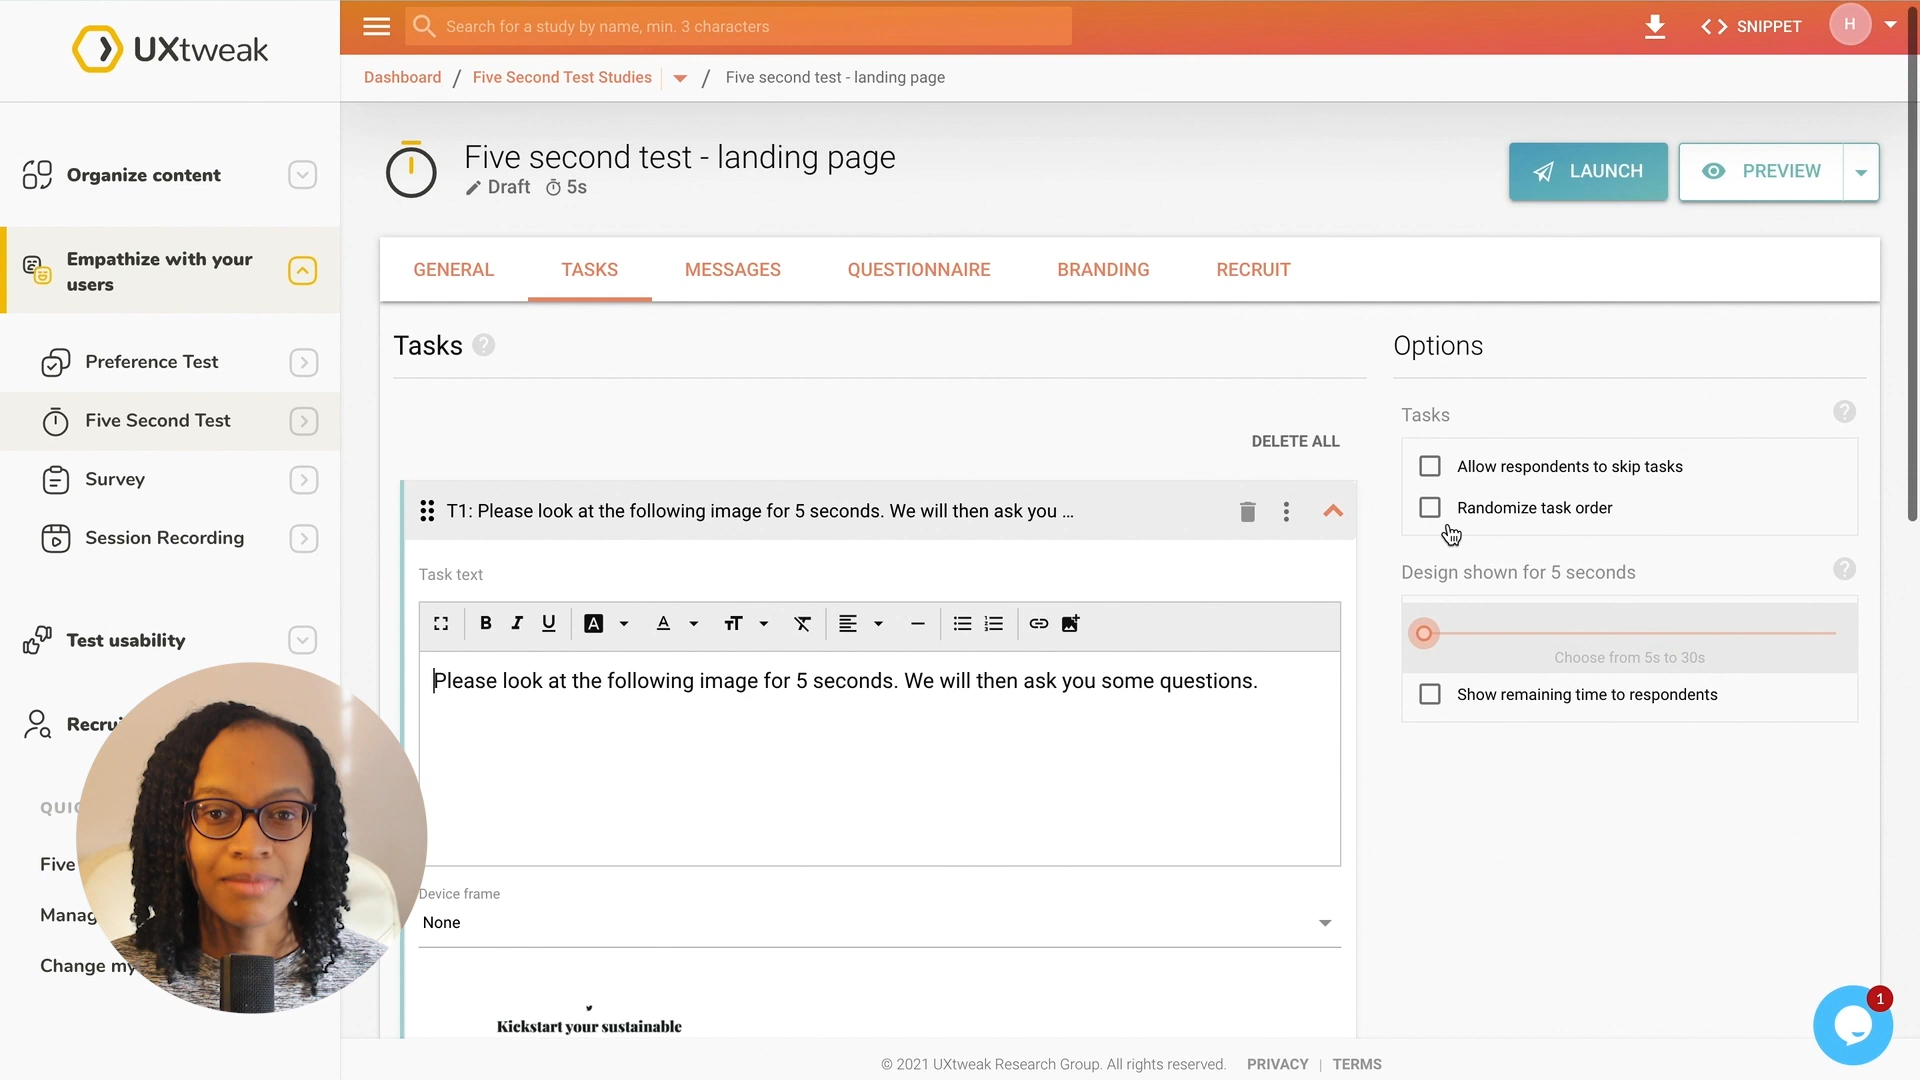 UXtweak
Search for a study by name, min. 3 characters
SNIPPET
H
Dashboard / Five Second Test Studies / Five second test - landing page
Organize content
Empathize with your
users
Preference Test
Five Second Test
Survey
Session Recording
Test usability
Five second test - landing page
Draft 5s
LAUNCH
PREVIEW
GENERAL
TASKS
MESSAGES
QUESTIONNAIRE
BRANDING
RECRUIT
Tasks ?
DELETE ALL
T1: Please look at the following image for 5 seconds. We will then ask you ...
Task text
B I U A A TT
Please look at the following image for 5 seconds. We will then ask you some questions.
Device frame
None
Kickstart your sustainable
Options
Tasks ?
Allow respondents to skip tasks
Randomize task order
Design shown for 5 seconds ?
Choose from 5s to 30s
Show remaining time to respondents
Five
Change my
1
© 2021 UXtweak Research Group. All rights reserved. PRIVACY | TERMS